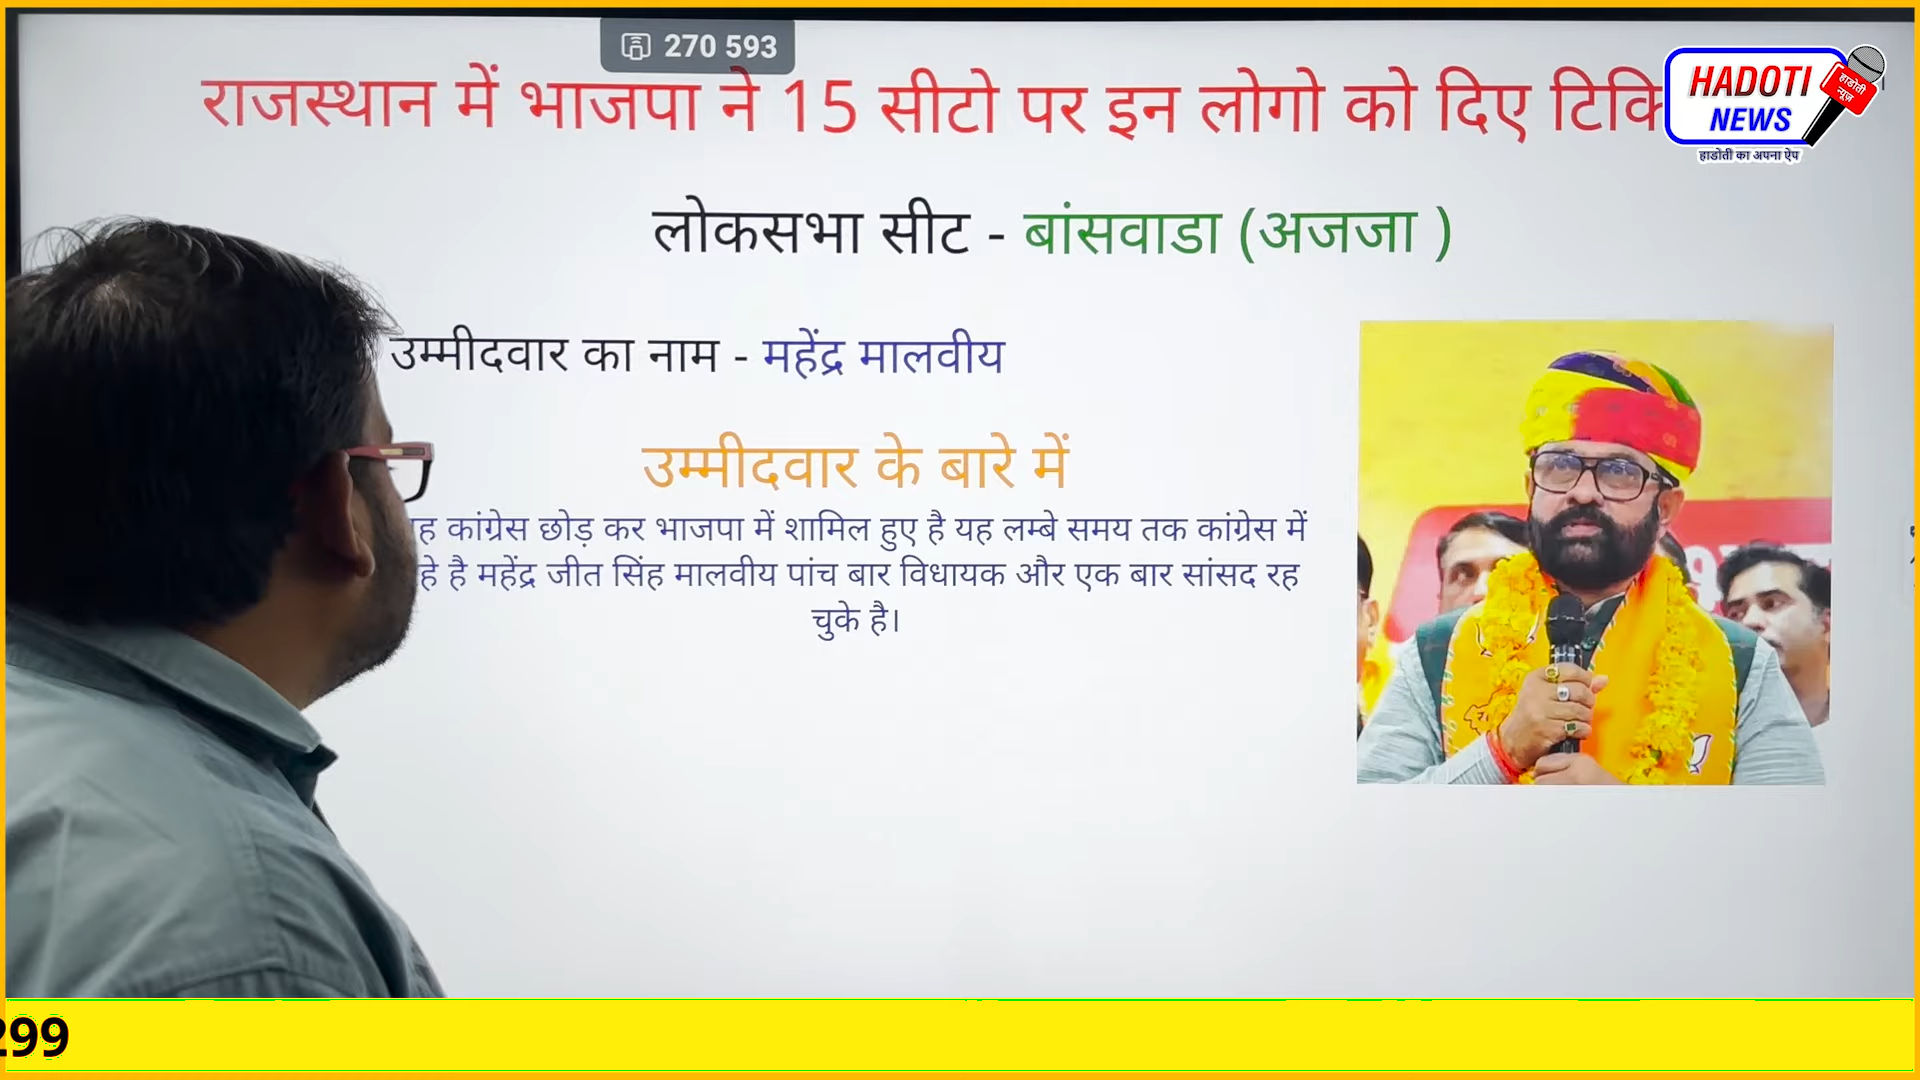 270 593
राजस्थान में भाजपा ने 15 सीटो पर इन लोगो को दिए
HADOTI
NEWS
हाडोती
न्यूज़
हाडोती का अपना ऐप
लोकसभा सीट - बांसवाडा (अजजा )
उम्मीदवार का नाम - महेंद्र मालवीय
उम्मीदवार के बारे में
कांग्रेस छोड़ कर भाजपा में शामिल हुए है यह लम्बे समय तक कांग्रेस में
है महेंद्र जीत सिंह मालवीय पांच बार विधायक और एक बार सांसद रह
चुके है।
299